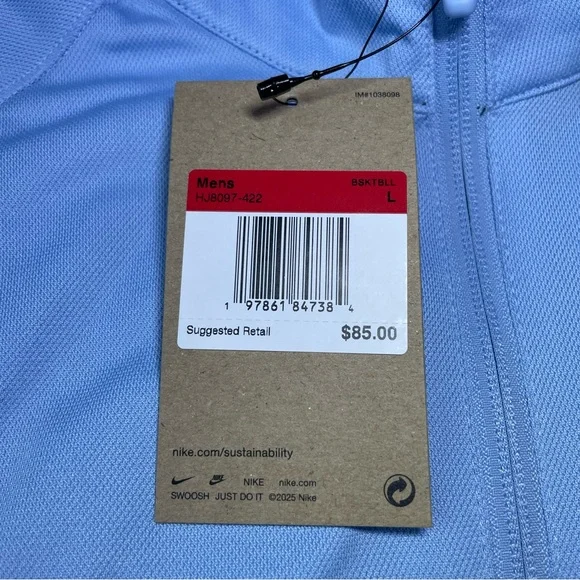 IM#1038096
Mens BSKTBLL
HJ8097-422 L
1 97861 84738 4
Suggested Retail $85.00
nike.com/sustainability
NIKE nike.com
SWOOSH JUST DO IT ©2025 Nike